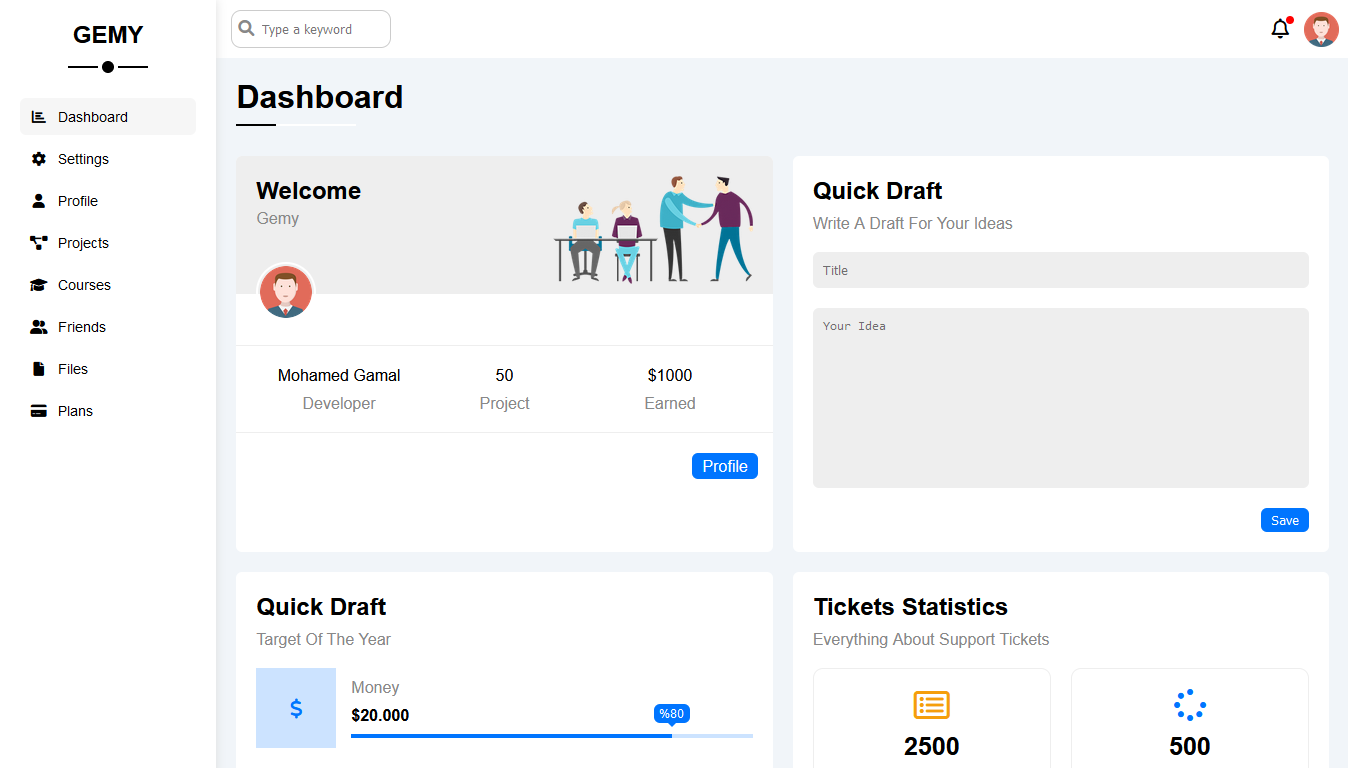 GEMY
Type a keyword
Dashboard
Settings
Profile
Projects
Courses
Friends
Files
Plans
Dashboard
Welcome
Gemy
Mohamed Gamal
Developer
50
Project
$1000
Earned
Profile
Quick Draft
Write A Draft For Your Ideas
Title
Your Idea
Save
Quick Draft
Target Of The Year
$
Money
$20.000
%80
Tickets Statistics
Everything About Support Tickets
2500
500